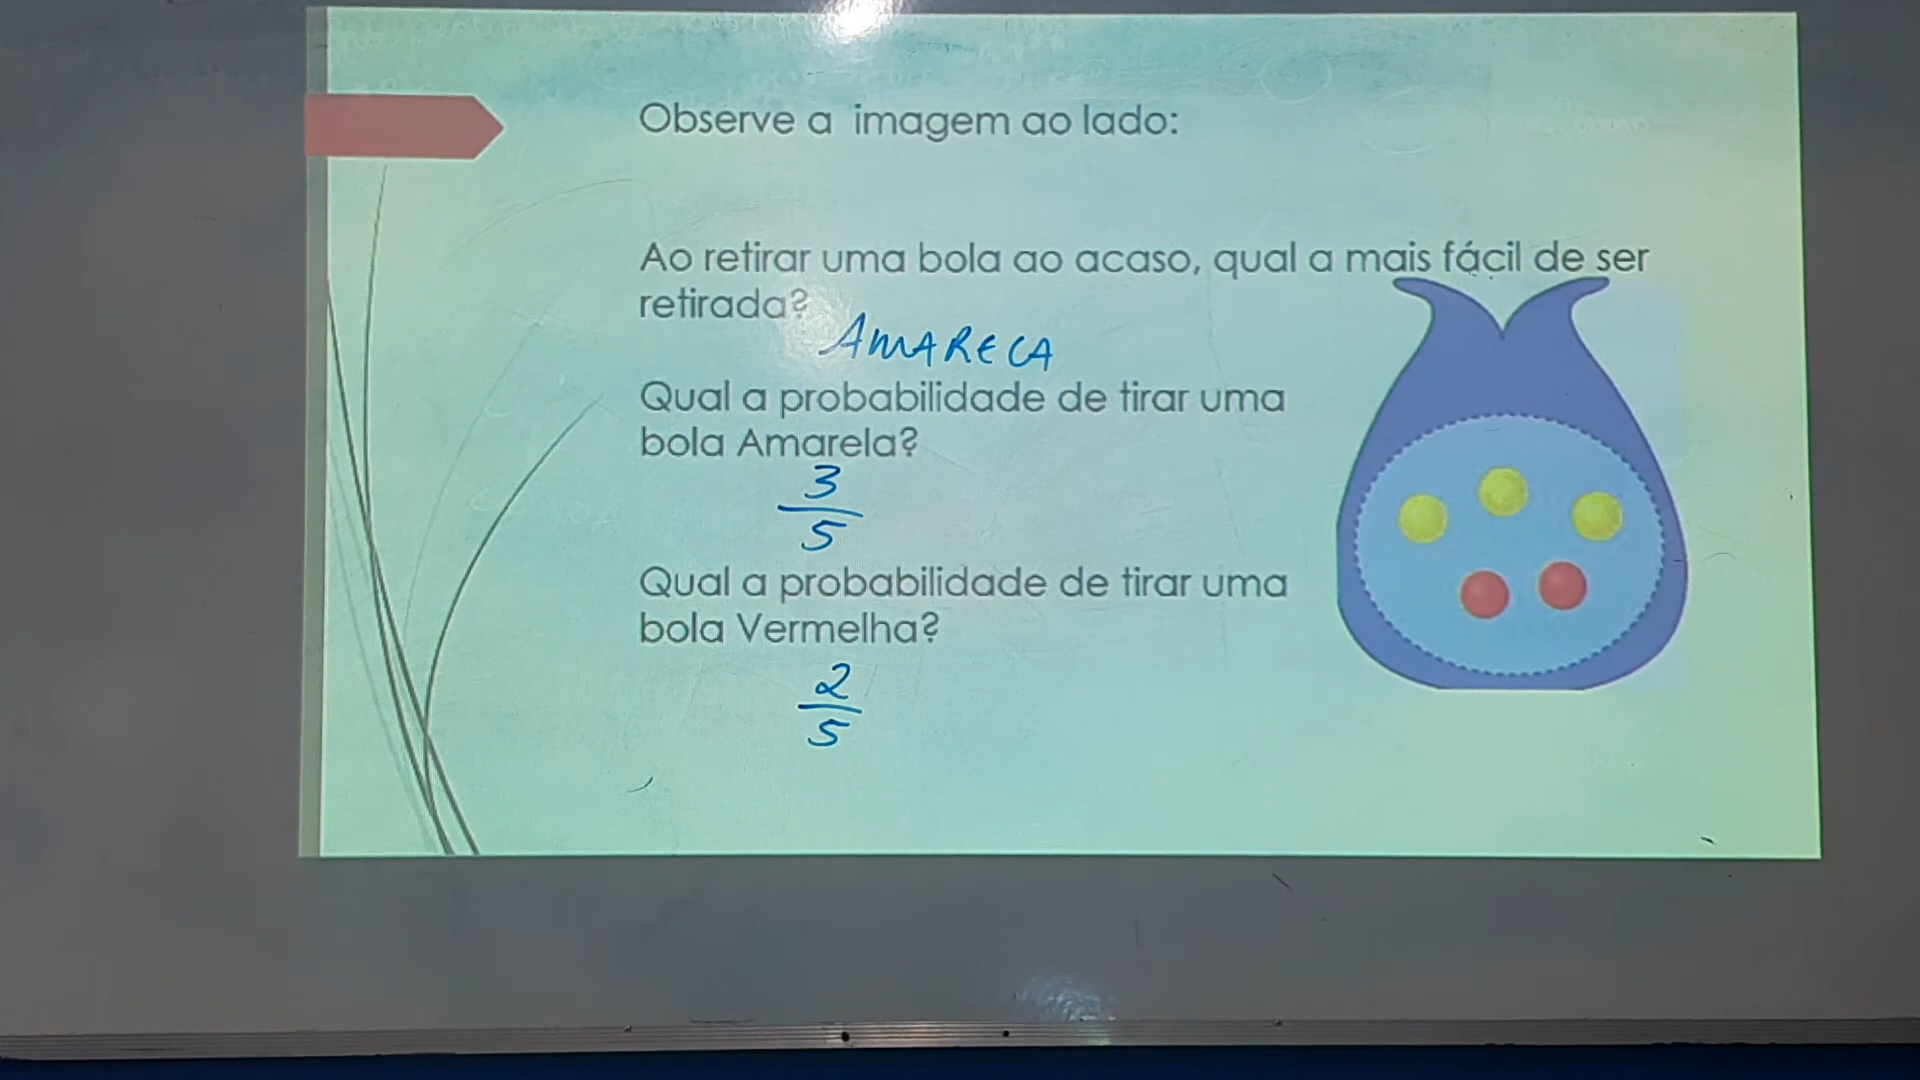 Observe a imagem ao lado:
Ao retirar uma bola ao acaso, qual a mais fácil de ser
retirada?
AMARELA
Qual a probabilidade de tirar uma
bola Amarela?
3
5
Qual a probabilidade de tirar uma
bola Vermelha?
2
5